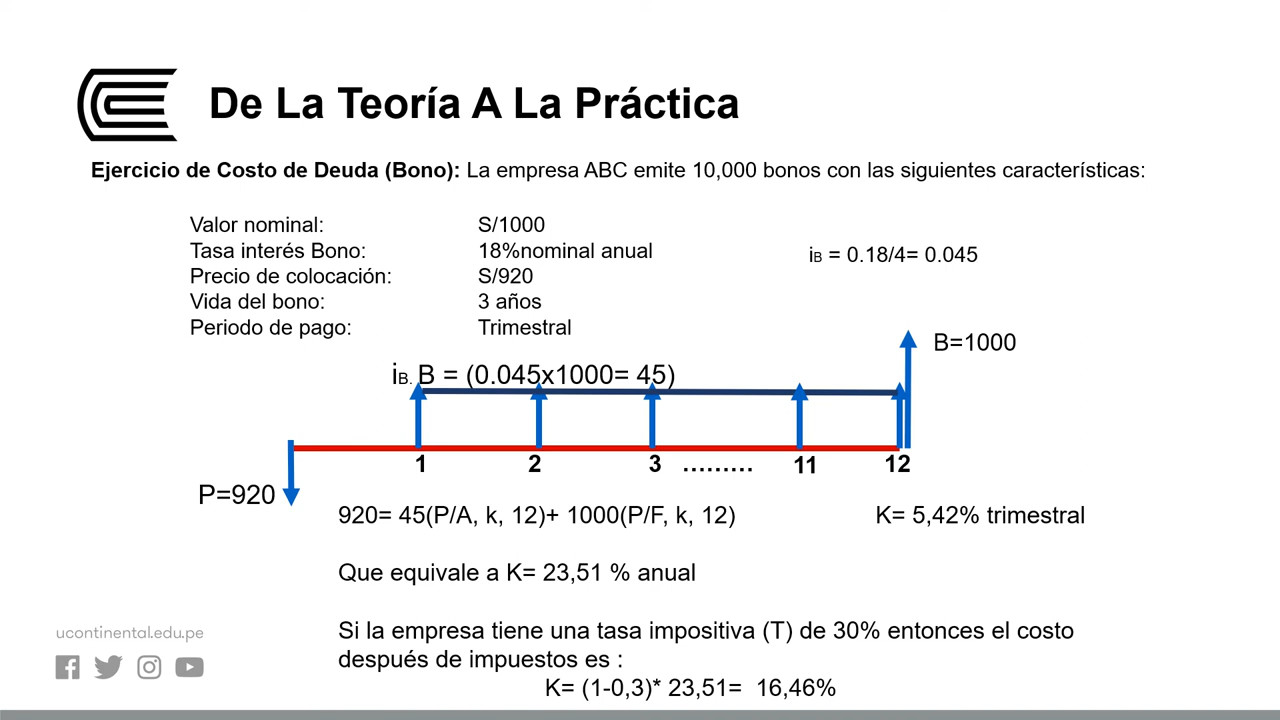 De La Teoría A La Práctica
Ejercicio de Costo de Deuda (Bono): La empresa ABC emite 10,000 bonos con las siguientes características:
Valor nominal: S/1000
Tasa interés Bono: 18%nominal anual
iB = 0.18/4= 0.045
Precio de colocación: S/920
Vida del bono: 3 años
Periodo de pago: Trimestral
B=1000
iB. B = (0.045x1000= 45)
1 2 3 ......... 11 12
P=920
920= 45(P/A, k, 12)+ 1000(P/F, k, 12) K= 5,42% trimestral
Que equivale a K= 23,51 % anual
Si la empresa tiene una tasa impositiva (T) de 30% entonces el costo
después de impuestos es :
K= (1-0,3)* 23,51= 16,46%
ucontinental.edu.pe